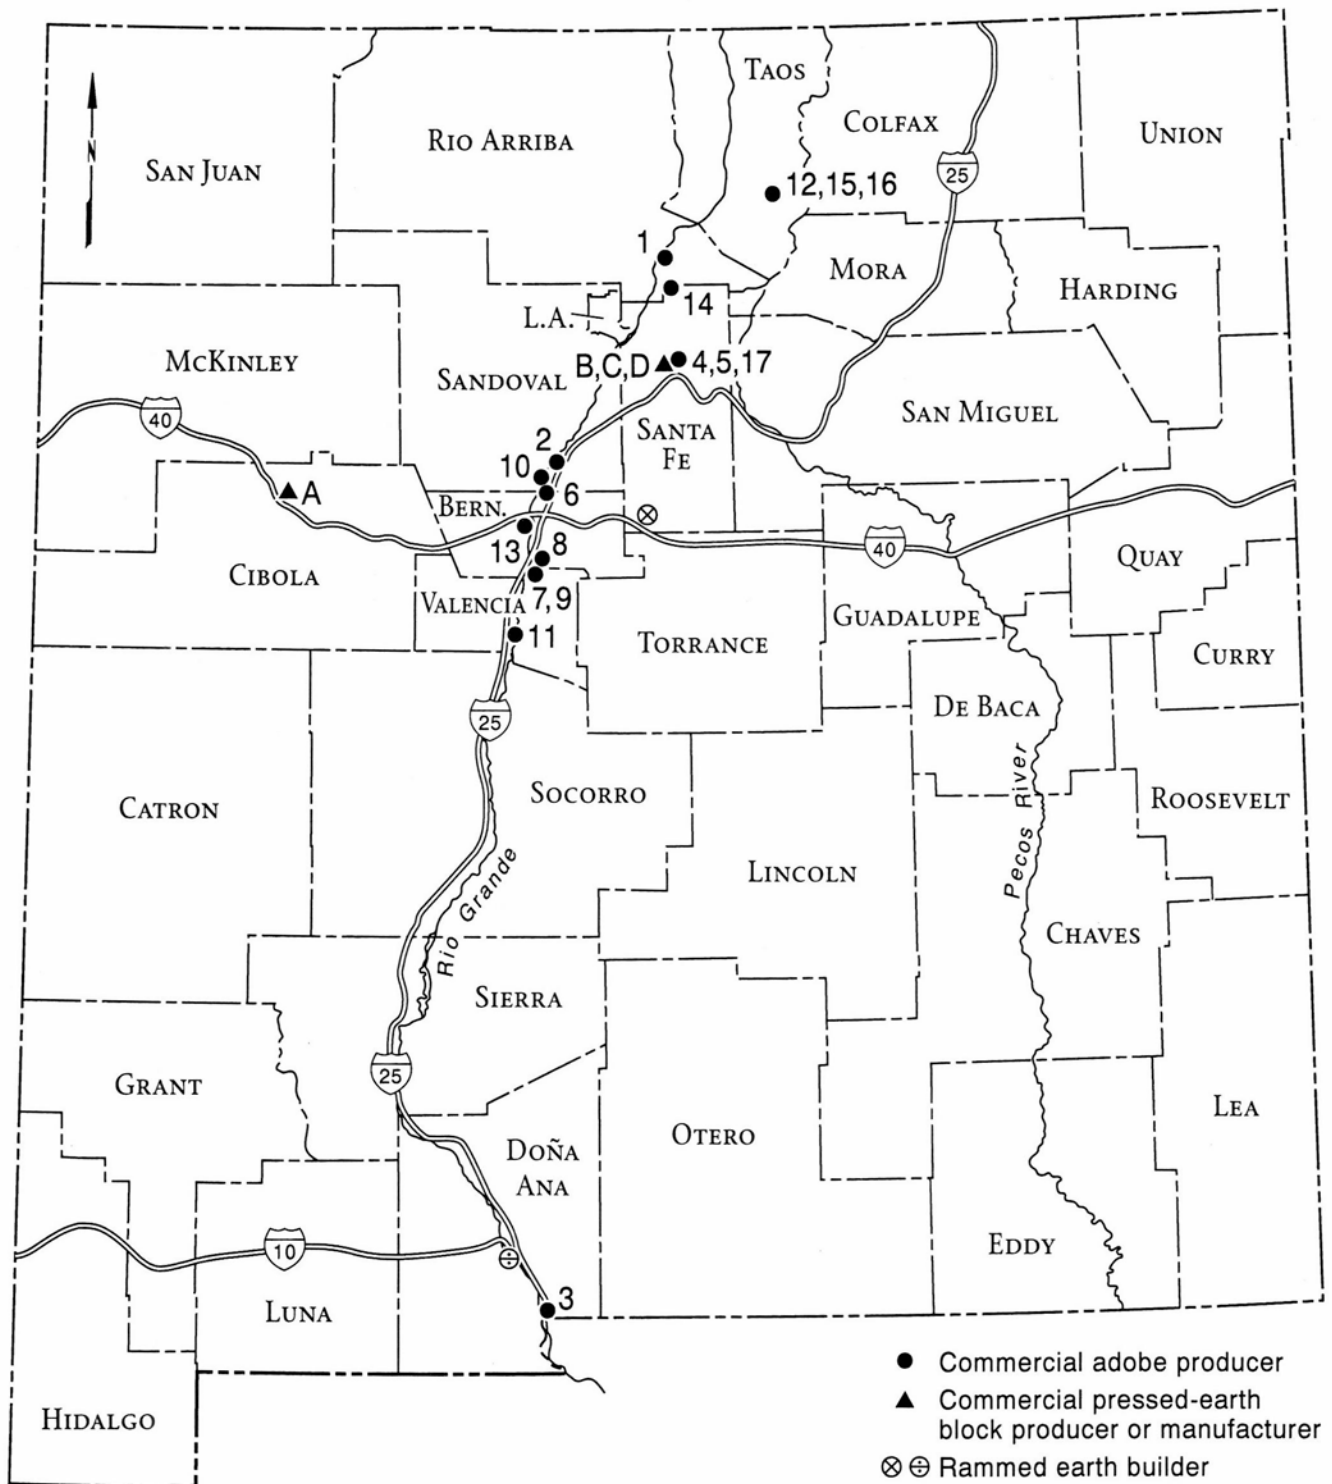 TAOS
COLFAX
UNION
RIO ARRIBA
SAN JUAN
N
25
12,15,16
1
MORA
14
HARDING
L.A.
MCKINLEY
SANDOVAL
B,C,D
4,5,17
SAN MIGUEL
40
SANTA
FE
2
10
6
A
BERN.
13
8
40
QUAY
CIBOLA
VALENCIA
7,9
GUADALUPE
11
TORRANCE
CURRY
DE BACA
25
Pecos River
SOCORRO
CATRON
ROOSEVELT
LINCOLN
Rio Grande
CHAVES
SIERRA
25
GRANT
LEA
OTERO
DOÑA
ANA
10
EDDY
3
LUNA
HIDALGO
Commercial adobe producer
Commercial pressed-earth
block producer or manufacturer
Rammed earth builder